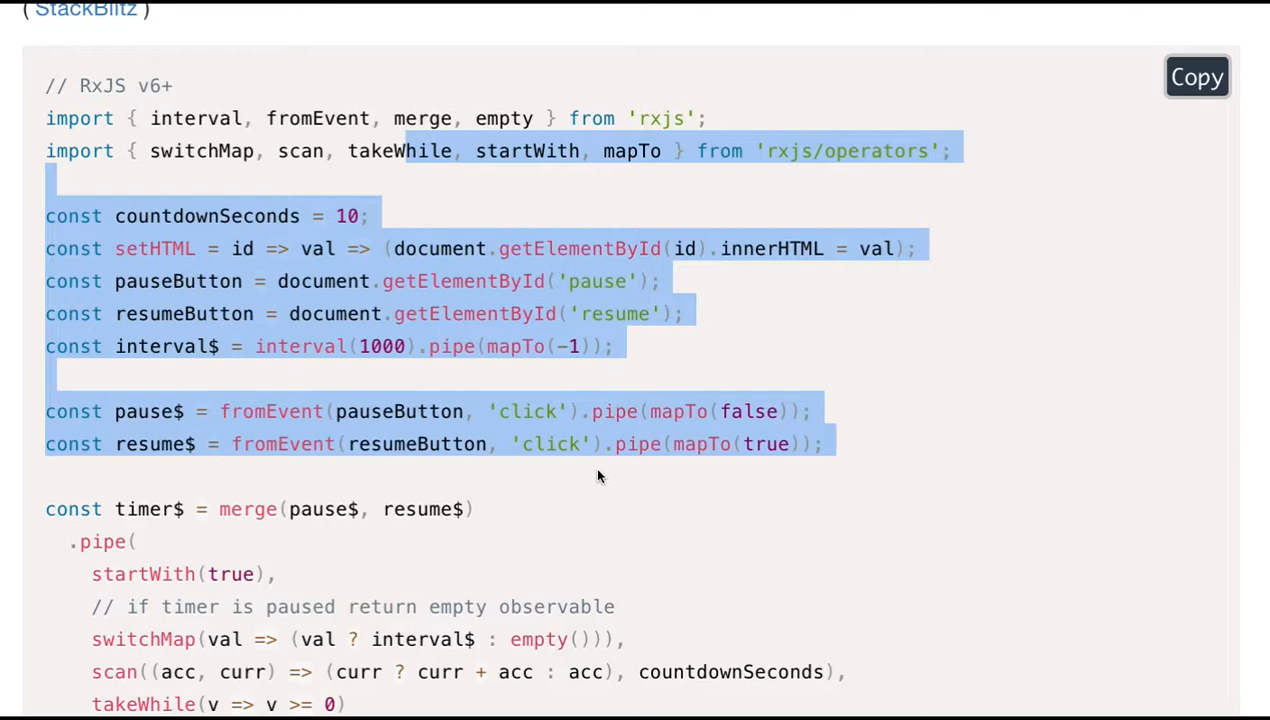 ( StackBlitz )
Copy
// RxJS v6+
import { interval, fromEvent, merge, empty } from 'rxjs';
import { switchMap, scan, takeWhile, startWith, mapTo } from 'rxjs/operators';
const countdownSeconds = 10;
const setHTML = id => val => (document.getElementById(id).innerHTML = val);
const pauseButton = document.getElementById('pause');
const resumeButton = document.getElementById('resume');
const interval$ = interval(1000).pipe(mapTo(-1));
const pause$ = fromEvent(pauseButton, 'click').pipe(mapTo(false));
const resume$ = fromEvent(resumeButton, 'click').pipe(mapTo(true));
const timer$ = merge(pause$, resume$)
.pipe(
startWith(true),
// if timer is paused return empty observable
switchMap(val => (val ? interval$ : empty())),
scan((acc, curr) => (curr ? curr + acc : acc), countdownSeconds),
takeWhile(v => v >= 0)